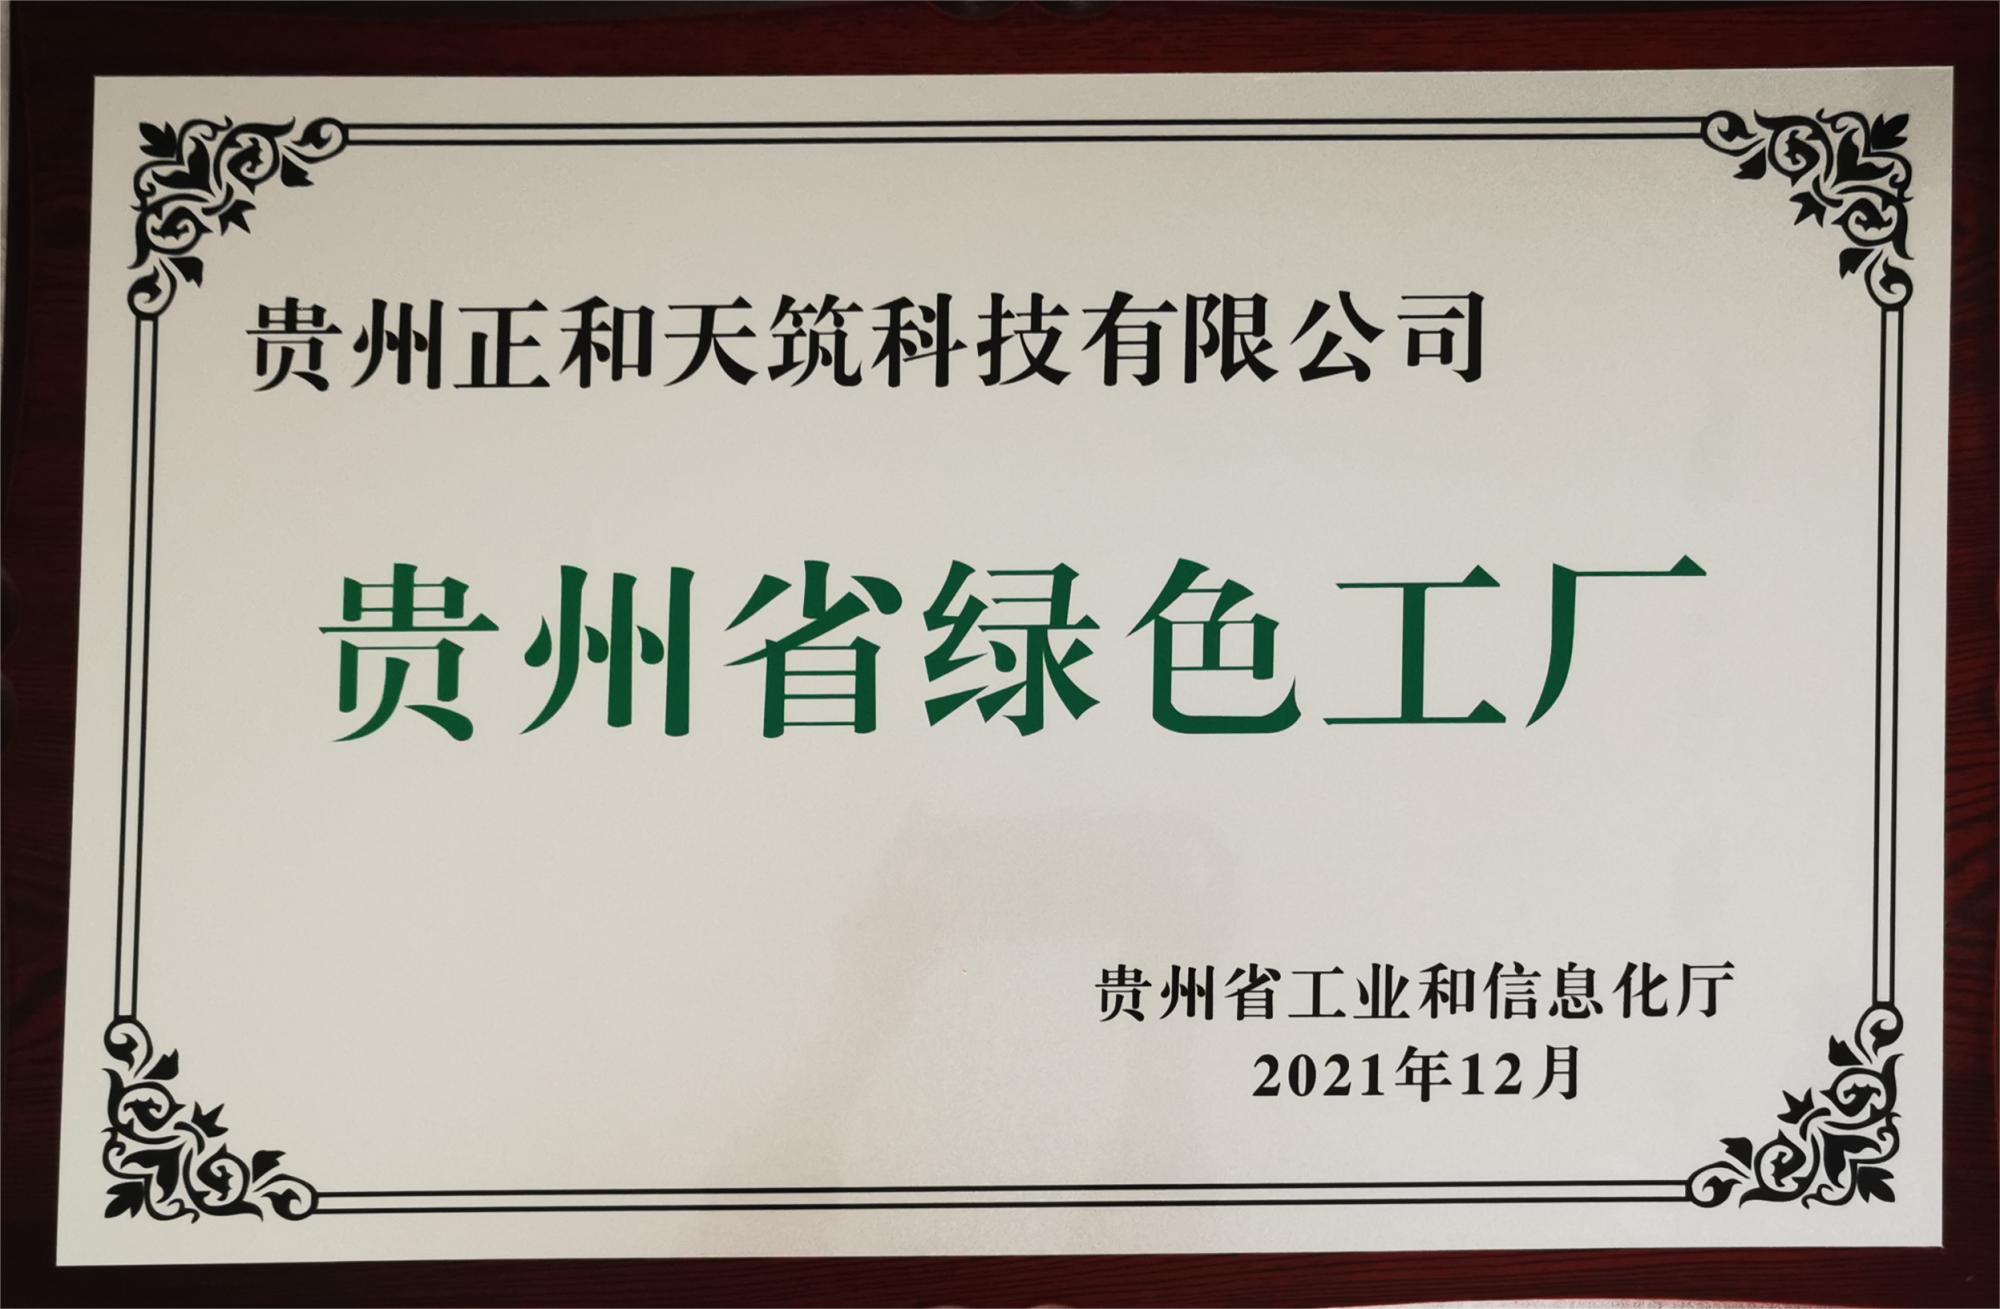 贵州正和天筑科技有限公司
贵州省绿色工厂
贵州省工业和信息化厅
2021年12月